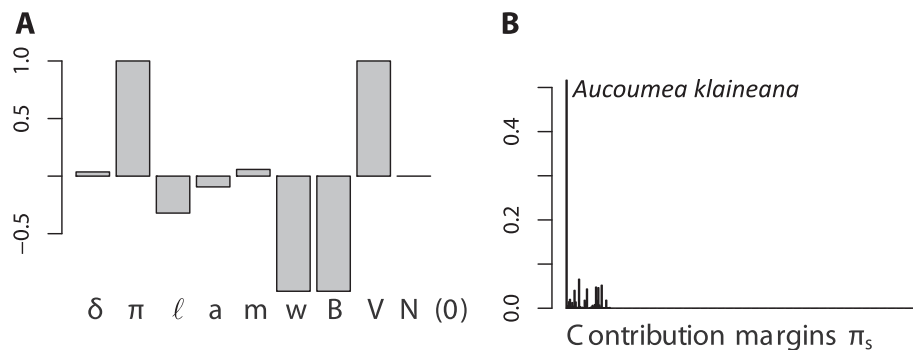 A
1.0
0.5
−0.5
δ π ℓ a m w B V N (0)
B
Aucoumea klaineana
0.4
0.2
0.0
Contribution margins πs